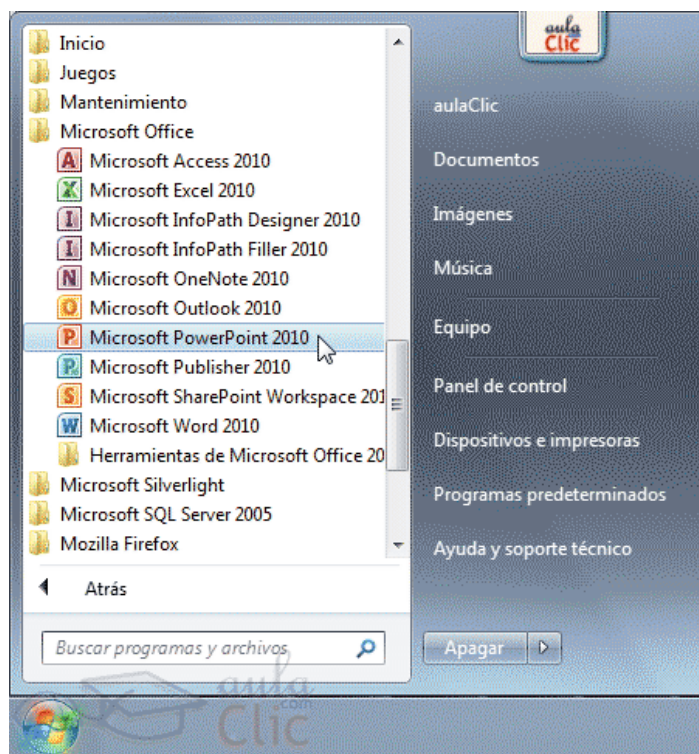 Inicio
Juegos
Mantenimiento
Microsoft Office
Microsoft Access 2010
Microsoft Excel 2010
Microsoft InfoPath Designer 2010
Microsoft InfoPath Filler 2010
Microsoft OneNote 2010
Microsoft Outlook 2010
Microsoft PowerPoint 2010
Microsoft Publisher 2010
Microsoft SharePoint Workspace 201
Microsoft Word 2010
Herramientas de Microsoft Office 20
Microsoft Silverlight
Microsoft SQL Server 2005
Mozilla Firefox
Atrás
Buscar programas y archivos
aula
Clic
aulaClic
Documentos
Imágenes
Música
Equipo
Panel de control
Dispositivos e impresoras
Programas predeterminados
Ayuda y soporte técnico
Apagar
aula
.com
Clic